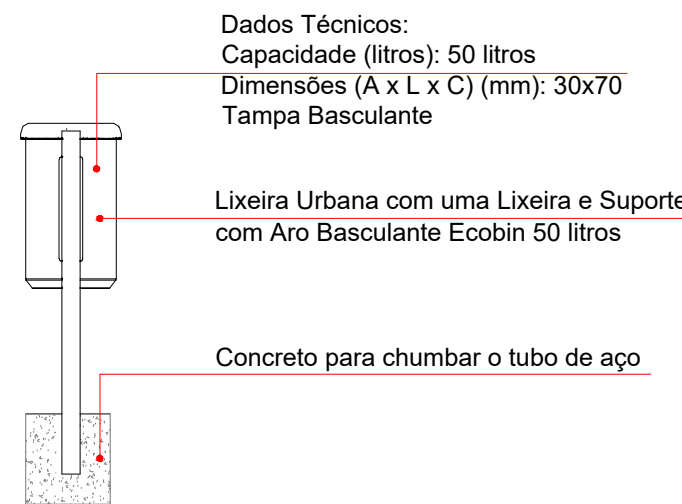 Dados Técnicos:
Capacidade (litros): 50 litros
Dimensões (A x L x C) (mm): 30x70
Tampa Basculante
Lixeira Urbana com uma Lixeira e Suporte
com Aro Basculante Ecobin 50 litros
Concreto para chumbar o tubo de aço